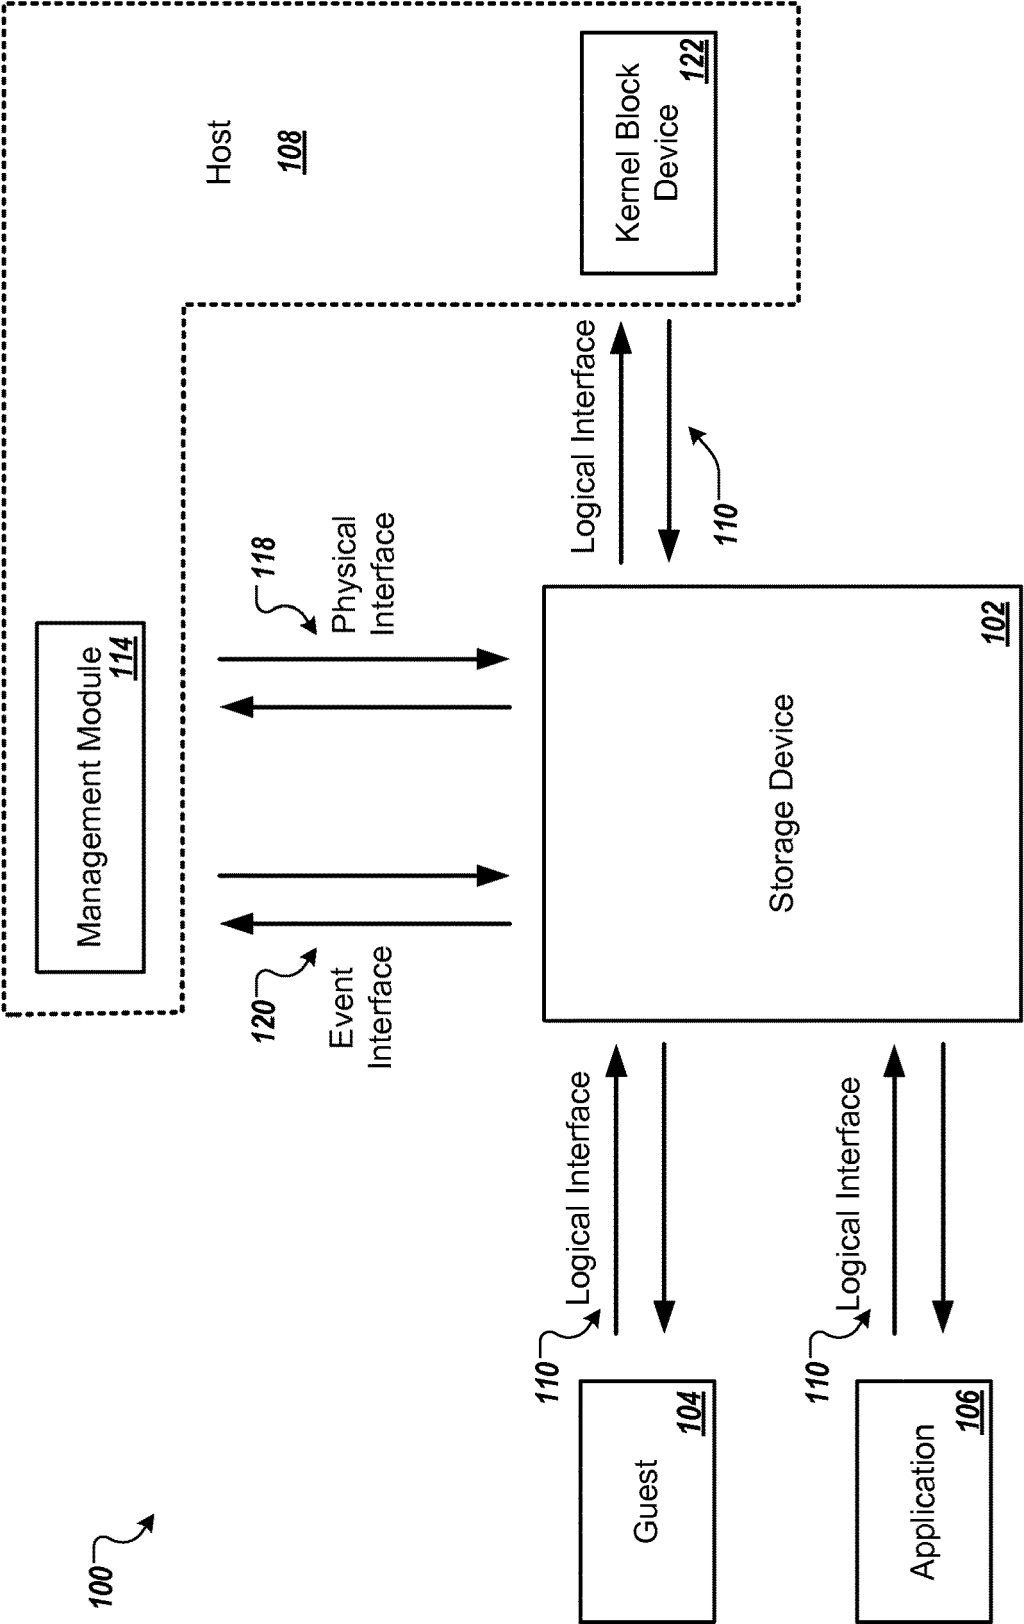 100
Management Module
114
Host
108
120
Event
Interface
118
Physical
Interface
Guest
104
110
Logical Interface
Storage Device
102
Logical Interface
110
Kernel Block
Device
122
Application
106
110
Logical Interface